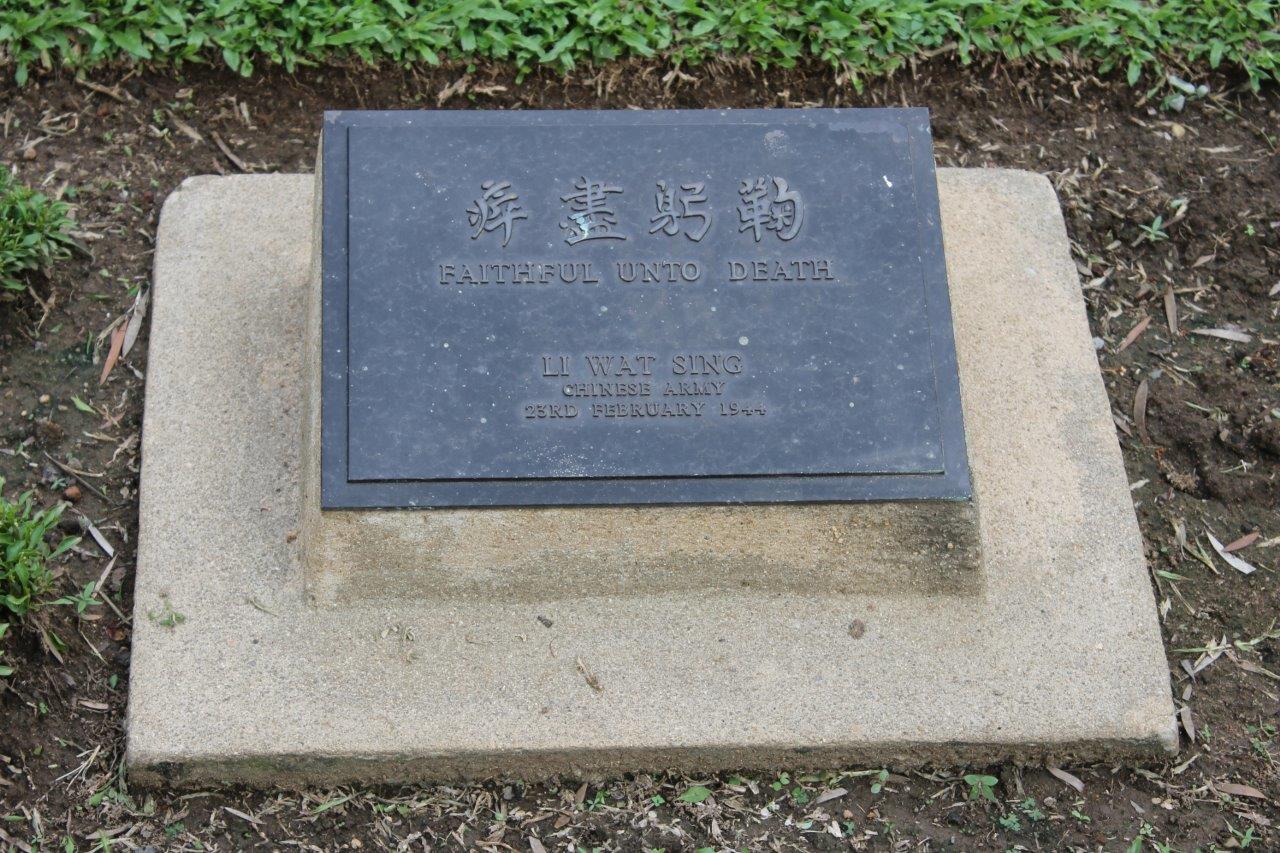 鞠躬盡瘁
FAITHFUL UNTO DEATH
LI WAT SING
CHINESE ARMY
23RD FEBRUARY 1944